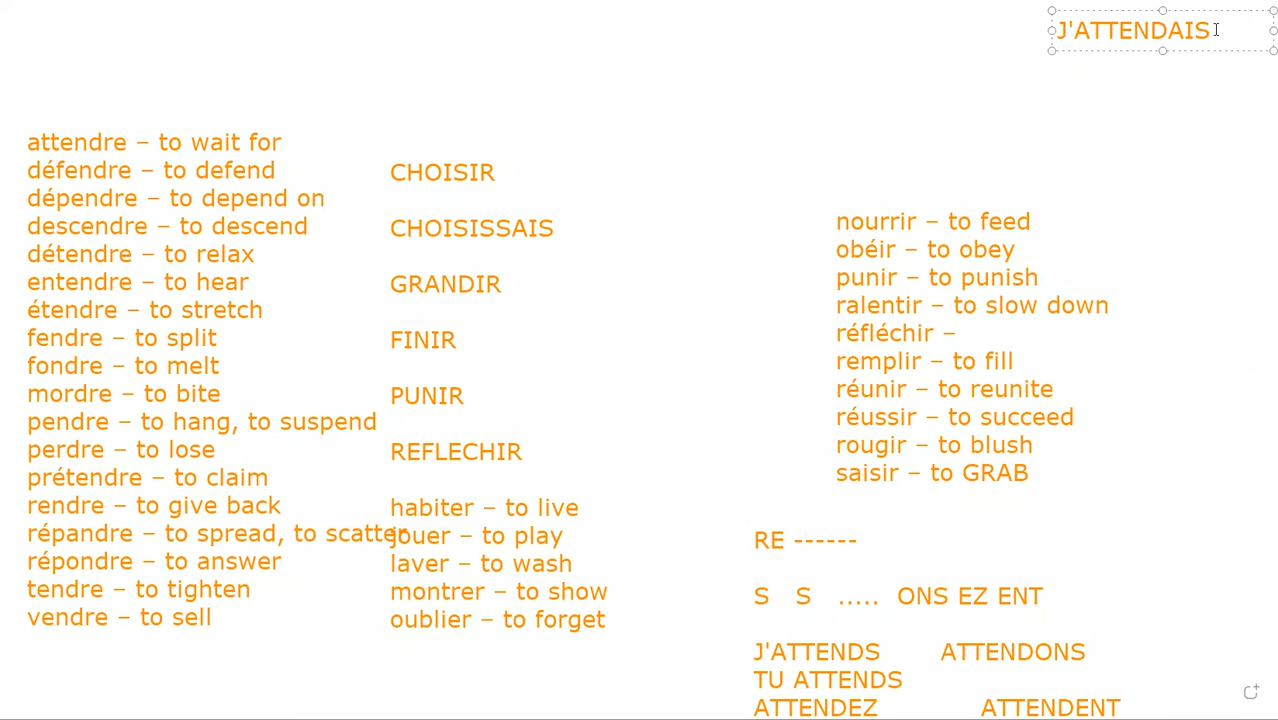 J'ATTENDAIS
attendre – to wait for
défendre – to defend
dépendre – to depend on
descendre – to descend
détendre – to relax
entendre – to hear
étendre – to stretch
fendre – to split
fondre – to melt
mordre – to bite
pendre – to hang, to suspend
perdre – to lose
prétendre – to claim
rendre – to give back
répandre – to spread, to scatter
répondre – to answer
tendre – to tighten
vendre – to sell
CHOISIR
CHOISISSAIS
GRANDIR
FINIR
PUNIR
REFLECHIR
habiter – to live
jouer – to play
laver – to wash
montrer – to show
oublier – to forget
nourrir – to feed
obéir – to obey
punir – to punish
ralentir – to slow down
réfléchir –
remplir – to fill
réunir – to reunite
réussir – to succeed
rougir – to blush
saisir – to GRAB
RE ------
S S ..... ONS EZ ENT
J'ATTENDS ATTENDONS
TU ATTENDS
ATTENDEZ ATTENDENT